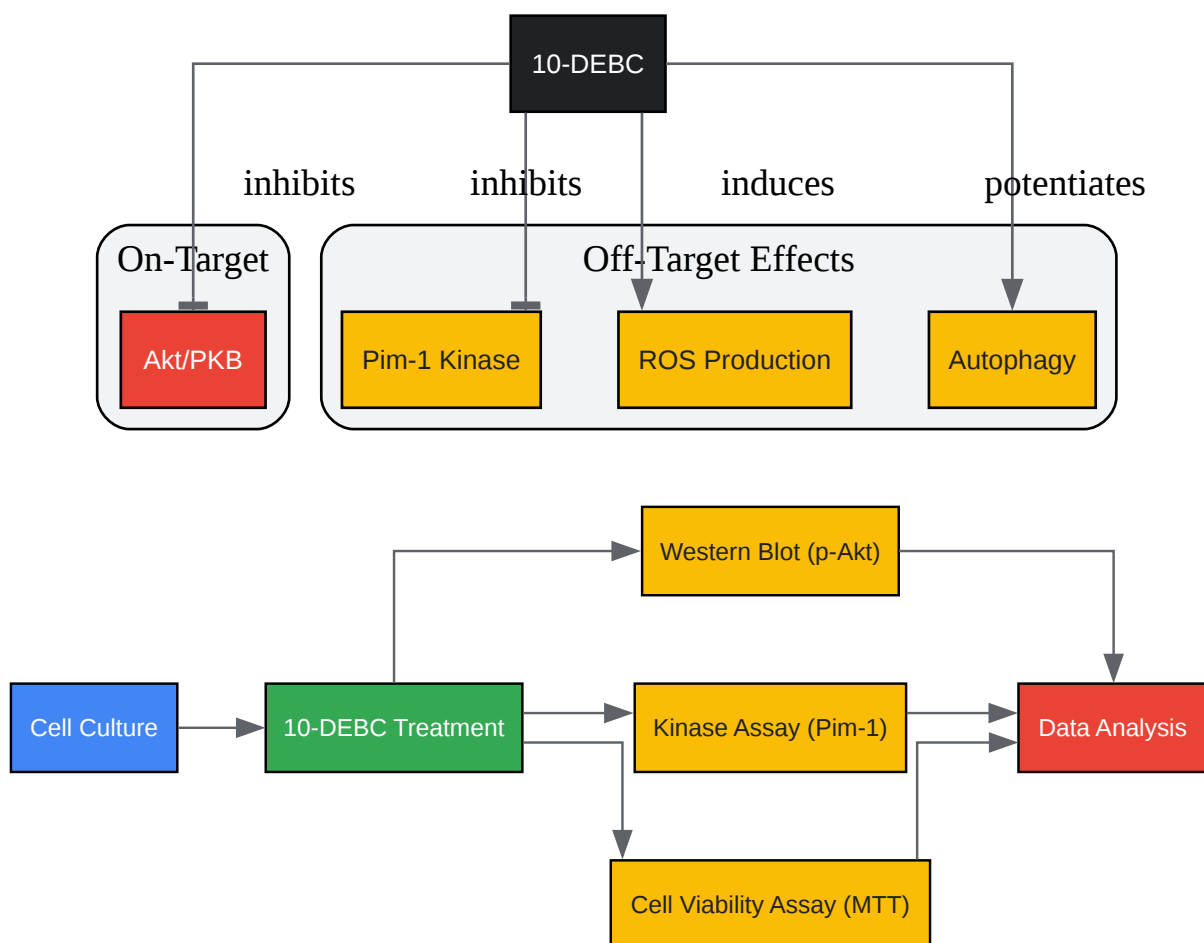 10-DEBC
inhibits
inhibits
induces
potentiates
On-Target
Off-Target Effects
Akt/PKB
Pim-1 Kinase
ROS Production
Autophagy
Western Blot (p-Akt)
Cell Culture
10-DEBC Treatment
Kinase Assay (Pim-1)
Data Analysis
Cell Viability Assay (MTT)